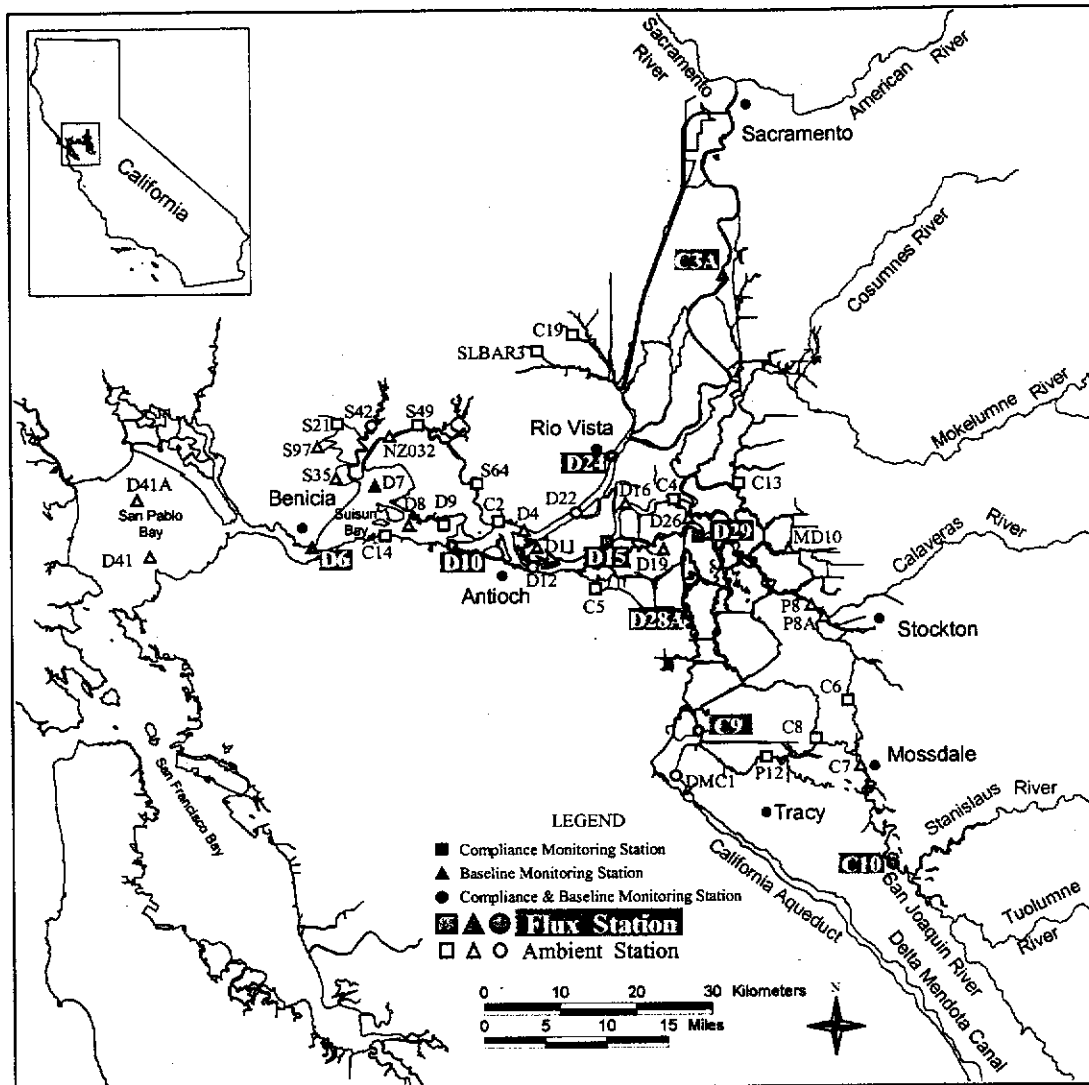 Sacramento River
American River
Sacramento
California
Cosumnes River
C3A
C19
SLBAR3
Mokelumne River
S42
S49
S21
S97
NZ032
Rio Vista
D24
S35
D7
S64
C13
D41A
San Pablo Bay
Benicia
Suisun Bay
D8
D9
C2
D4
D22
D16
C4
D26
D29
MD10
Calaveras River
D41
D6
C14
D10
D11
D15
D19
Antioch
D12
C5
D28A
P8
P8A
Stockton
C6
San Francisco Bay
C9
C8
Mossdale
P12
C7
DMC1
Tracy
Stanislaus River
C10
Tuolumne River
California Aqueduct
San Joaquin River
Delta Mendota Canal
LEGEND
Compliance Monitoring Station
Baseline Monitoring Station
Compliance & Baseline Monitoring Station
Flux Station
Ambient Station
0 10 20 30 Kilometers
0 5 10 15 Miles
N